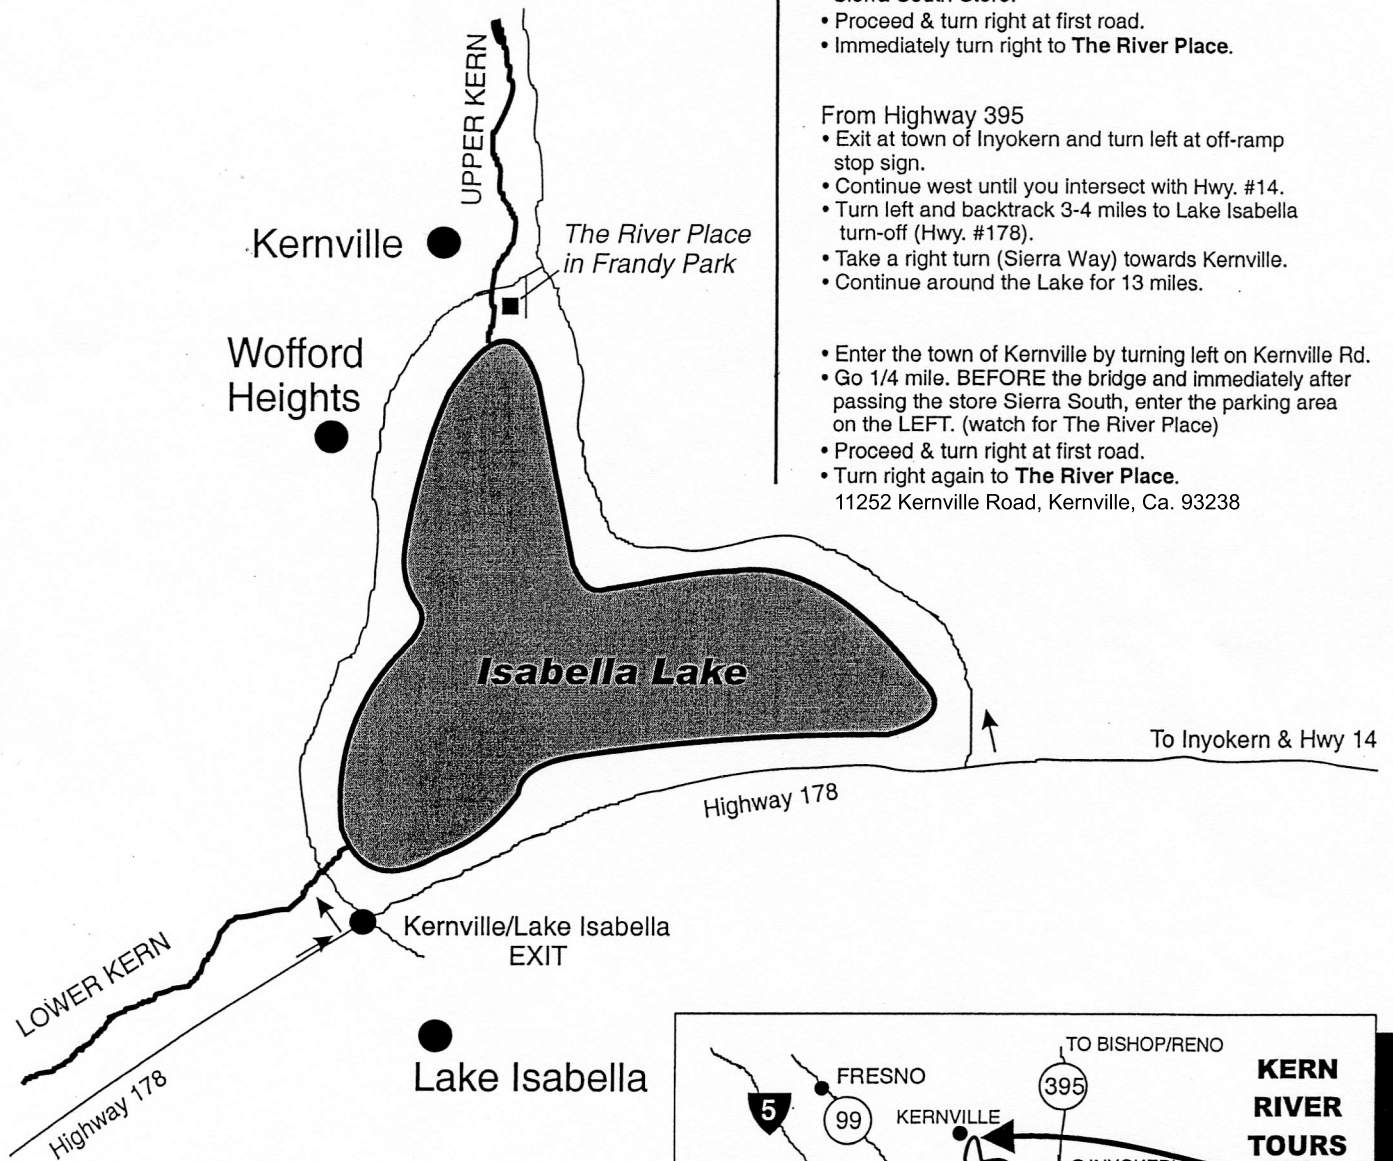 Sierra South Store.
• Proceed & turn right at first road.
• Immediately turn right to The River Place.
From Highway 395
• Exit at town of Inyokern and turn left at off-ramp
stop sign.
• Continue west until you intersect with Hwy. #14.
• Turn left and backtrack 3-4 miles to Lake Isabella
turn-off (Hwy. #178).
• Take a right turn (Sierra Way) towards Kernville.
• Continue around the Lake for 13 miles.
• Enter the town of Kernville by turning left on Kernville Rd.
• Go 1/4 mile. BEFORE the bridge and immediately after
passing the store Sierra South, enter the parking area
on the LEFT. (watch for The River Place)
• Proceed & turn right at first road.
• Turn right again to The River Place.
11252 Kernville Road, Kernville, Ca. 93238
UPPER KERN
Kernville
The River Place
in Frandy Park
Wofford
Heights
Isabella Lake
To Inyokern & Hwy 14
Highway 178
Kernville/Lake Isabella
EXIT
LOWER KERN
Highway 178
Lake Isabella
TO BISHOP/RENO
FRESNO
395
5
99
KERNVILLE
KERN
RIVER
TOURS